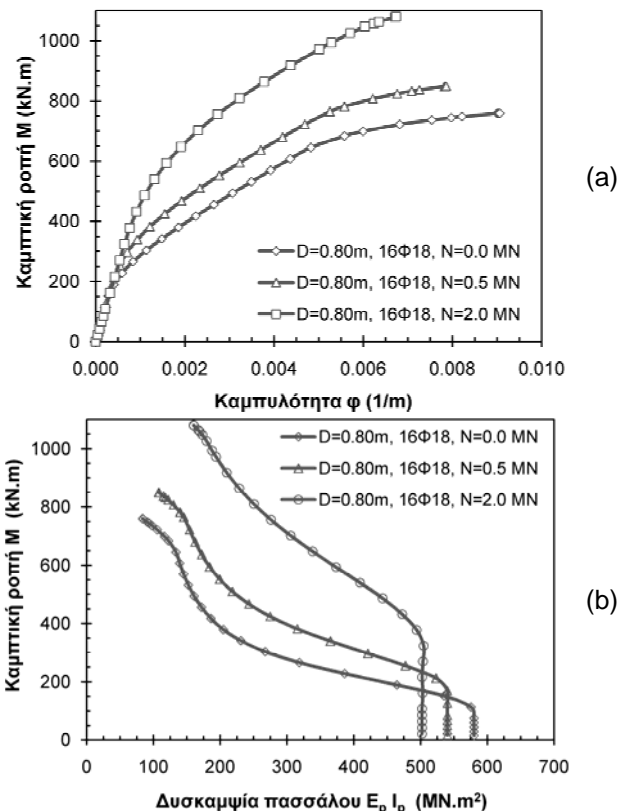 1000
800
600
400
200
0
Καμπτική ροπή M (kN.m)
D=0.80m, 16Φ18, N=0.0 MN
D=0.80m, 16Φ18, N=0.5 MN
D=0.80m, 16Φ18, N=2.0 MN
(a)
0.000 0.002 0.004 0.006 0.008 0.010
Καμπυλότητα φ (1/m)
D=0.80m, 16Φ18, N=0.0 MN
D=0.80m, 16Φ18, N=0.5 MN
D=0.80m, 16Φ18, N=2.0 MN
1000
800
600
400
200
0
Καμπτική ροπή M (kN.m)
(b)
0 100 200 300 400 500 600 700
Δυσκαμψία πασσάλου Ep Ip (MN.m²)